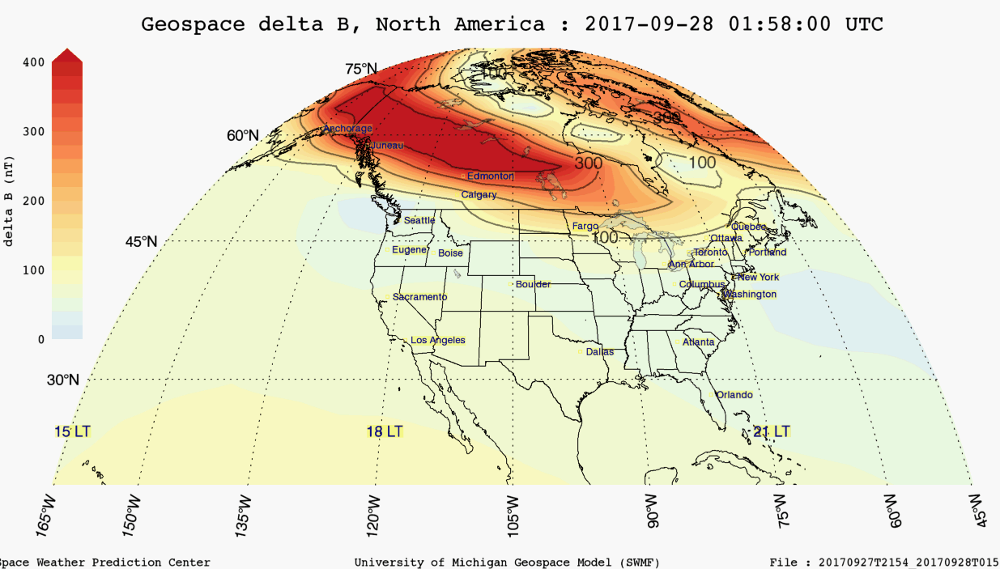 Geospace delta B, North America : 2017-09-28 01:58:00 UTC
400
300
200
100
0
delta B (nT)
75°N
60°N
45°N
30°N
100
300
300
100
100
Anchorage
Juneau
Edmonton
Calgary
Seattle
Fargo
Quebec
Ottawa
Eugene
Boise
Toronto
Portland
Ann Arbor
New York
Boulder
Columbus
Sacramento
Washington
Los Angeles
Atlanta
Dallas
Orlando
15 LT
18 LT
21 LT
165°W
150°W
135°W
120°W
105°W
90°W
75°W
60°W
45°W
Space Weather Prediction Center
University of Michigan Geospace Model (SWMF)
File : 20170927T2154_20170928T015